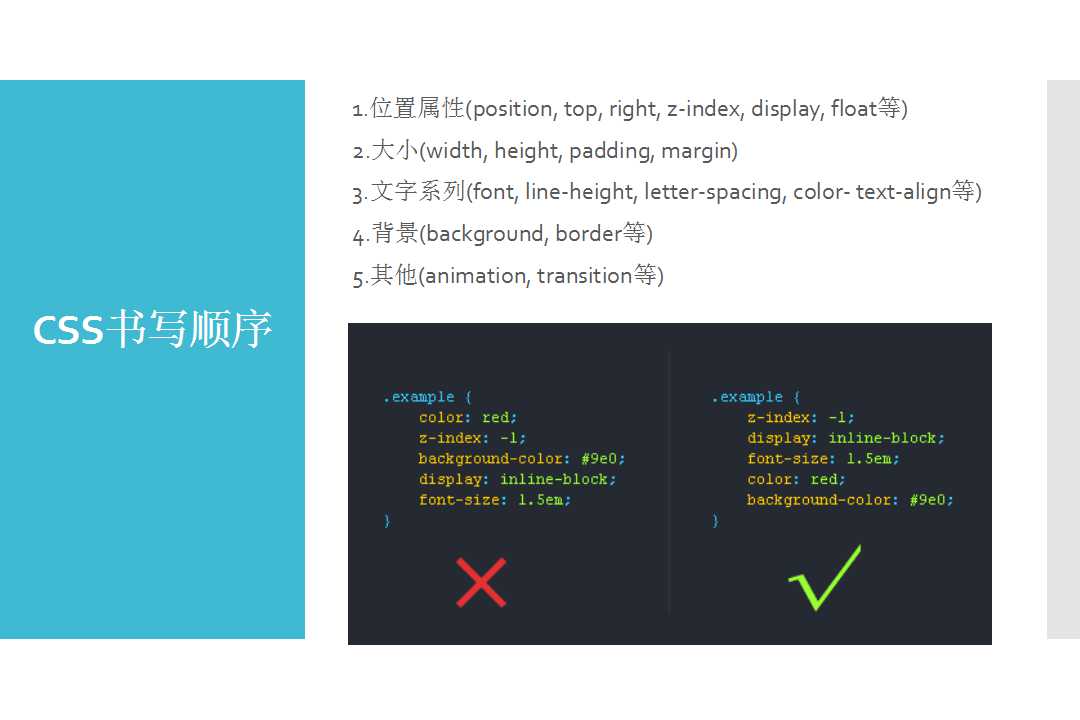 CSS书写顺序
1.位置属性(position, top, right, z-index, display, float等)
2.大小(width, height, padding, margin)
3.文字系列(font, line-height, letter-spacing, color- text-align等)
4.背景(background, border等)
5.其他(animation, transition等)
.example {
color: red;
z-index: -1;
background-color: #9e0;
display: inline-block;
font-size: 1.5em;
}
.example {
z-index: -1;
display: inline-block;
font-size: 1.5em;
color: red;
background-color: #9e0;
}